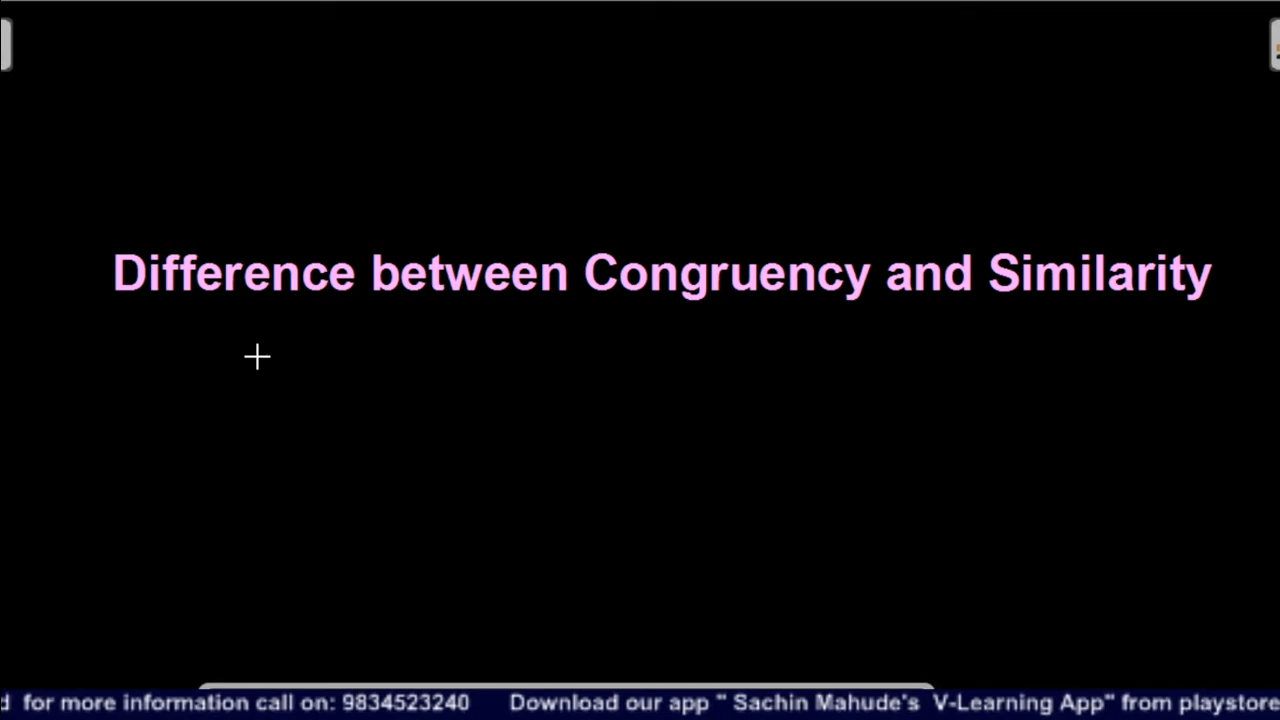 Difference between Congruency and Similarity
for more information call on: 9834523240 Download our app " Sachin Mahude's V-Learning App" from playstore